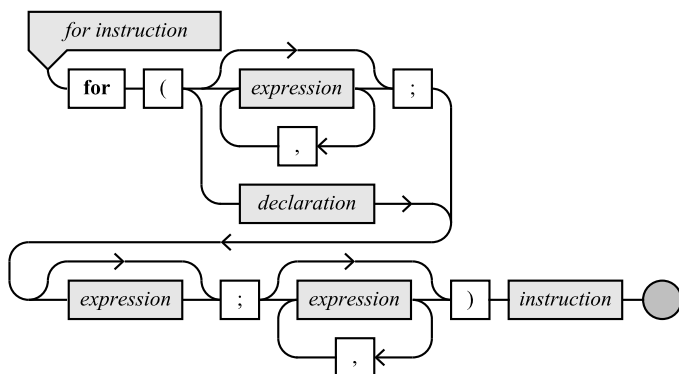 for instruction
for ( expression ;
,
declaration
expression ; expression ) instruction
,